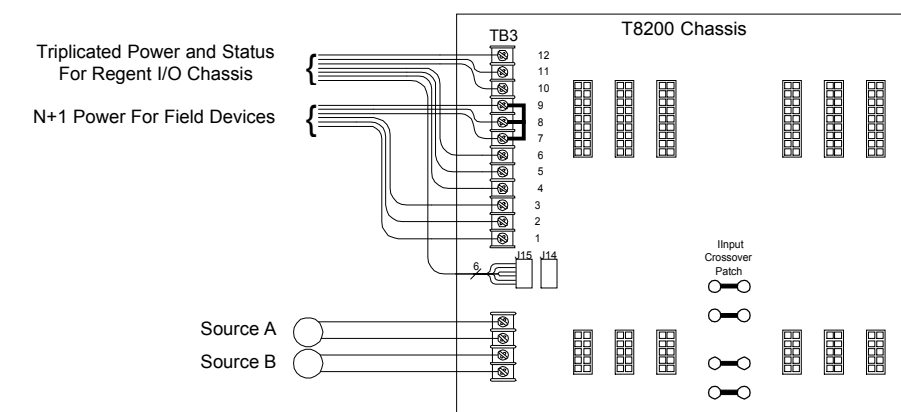 T8200 Chassis
TB3
Triplicated Power and Status
For Regent I/O Chassis
N+1 Power For Field Devices
12
11
10
9
8
7
6
5
4
3
2
1
6
J15
J14
IInput
Crossover
Patch
Source A
Source B